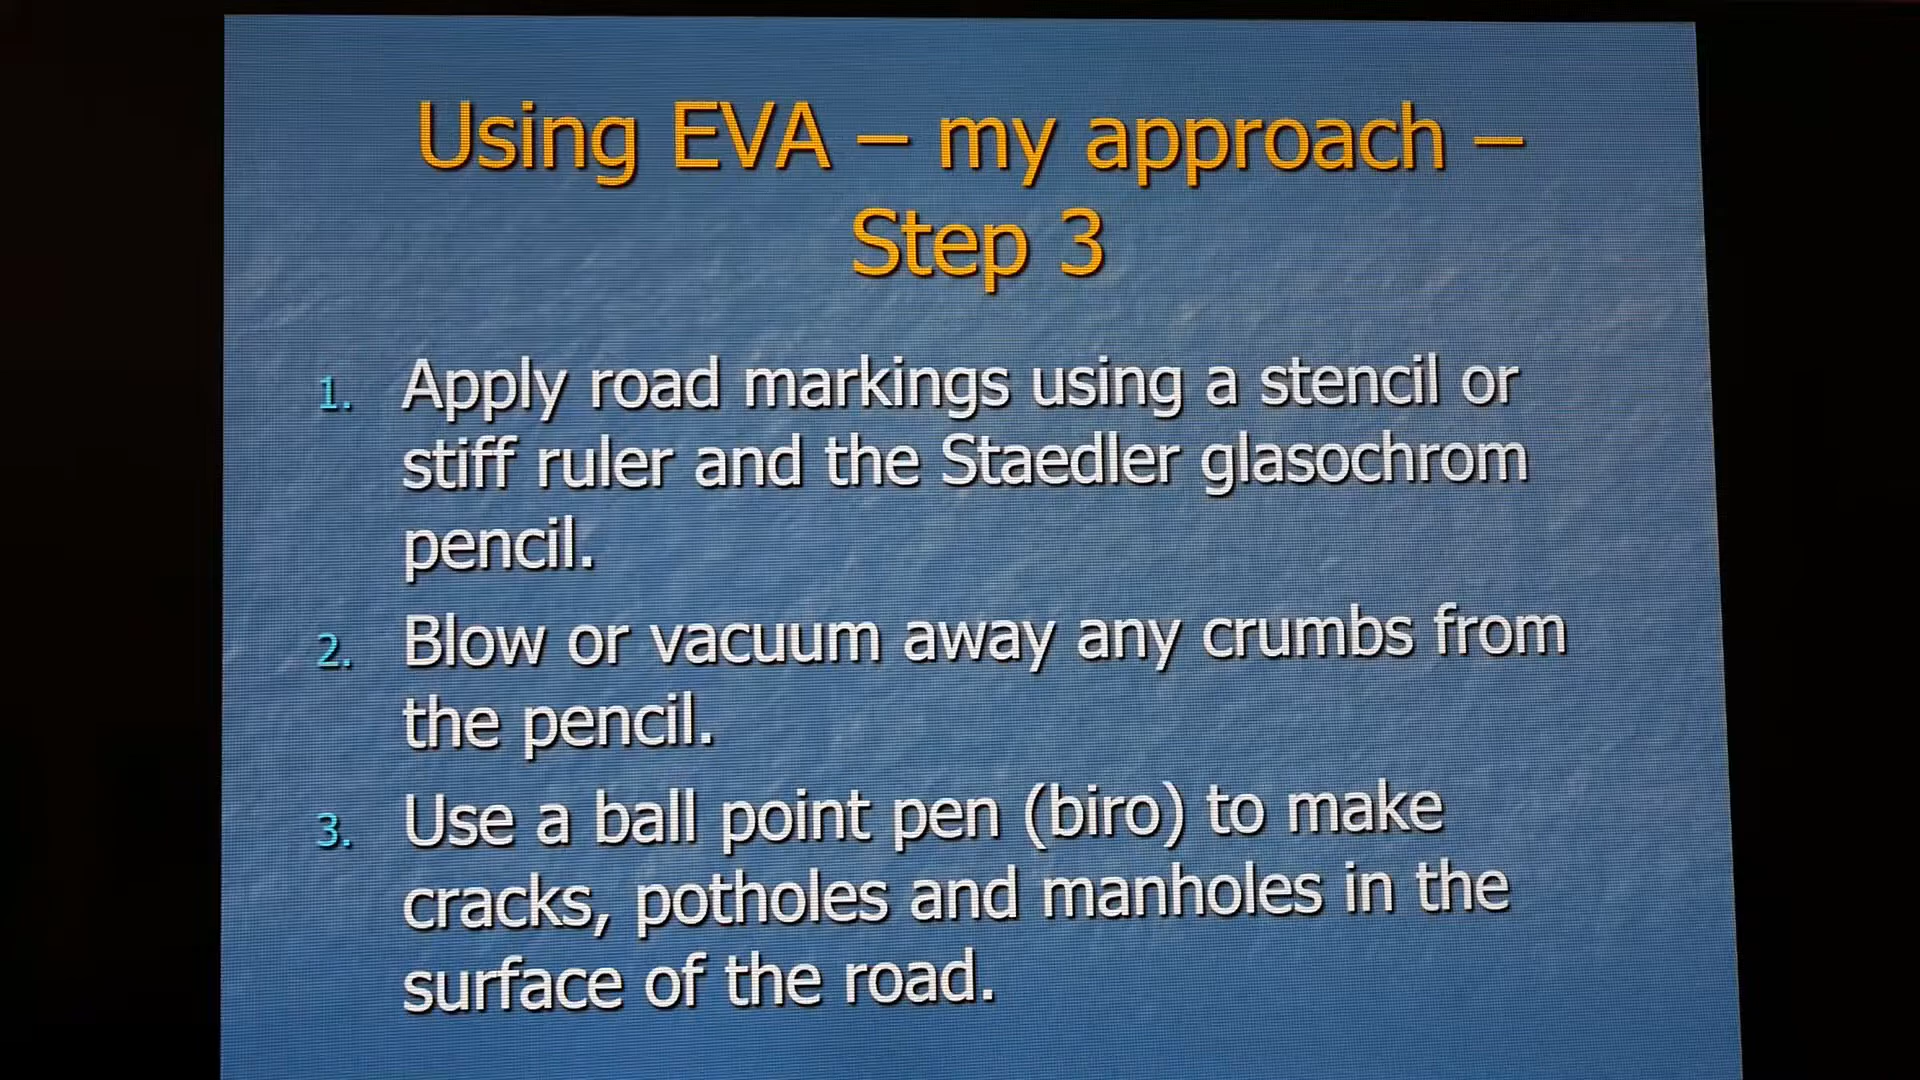 Using EVA – my approach –
Step 3
1. Apply road markings using a stencil or
stiff ruler and the Staedler glasochrom
pencil.
2. Blow or vacuum away any crumbs from
the pencil.
3. Use a ball point pen (biro) to make
cracks, potholes and manholes in the
surface of the road.